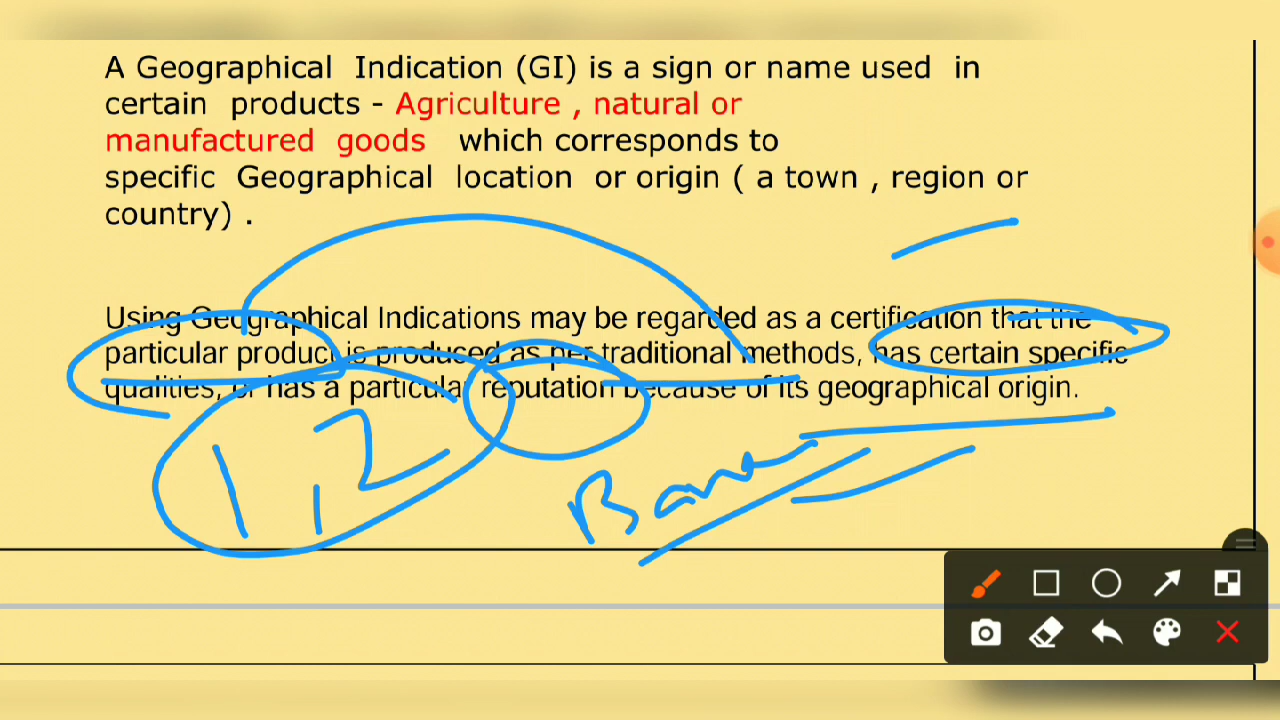 A Geographical Indication (GI) is a sign or name used in
certain products - Agriculture , natural or
manufactured goods which corresponds to
specific Geographical location or origin ( a town , region or
country) .
Using Geographical Indications may be regarded as a certification that the
particular product is produced as per traditional methods, has certain specific
qualities, or has a particular reputation because of its geographical origin.
1, 2